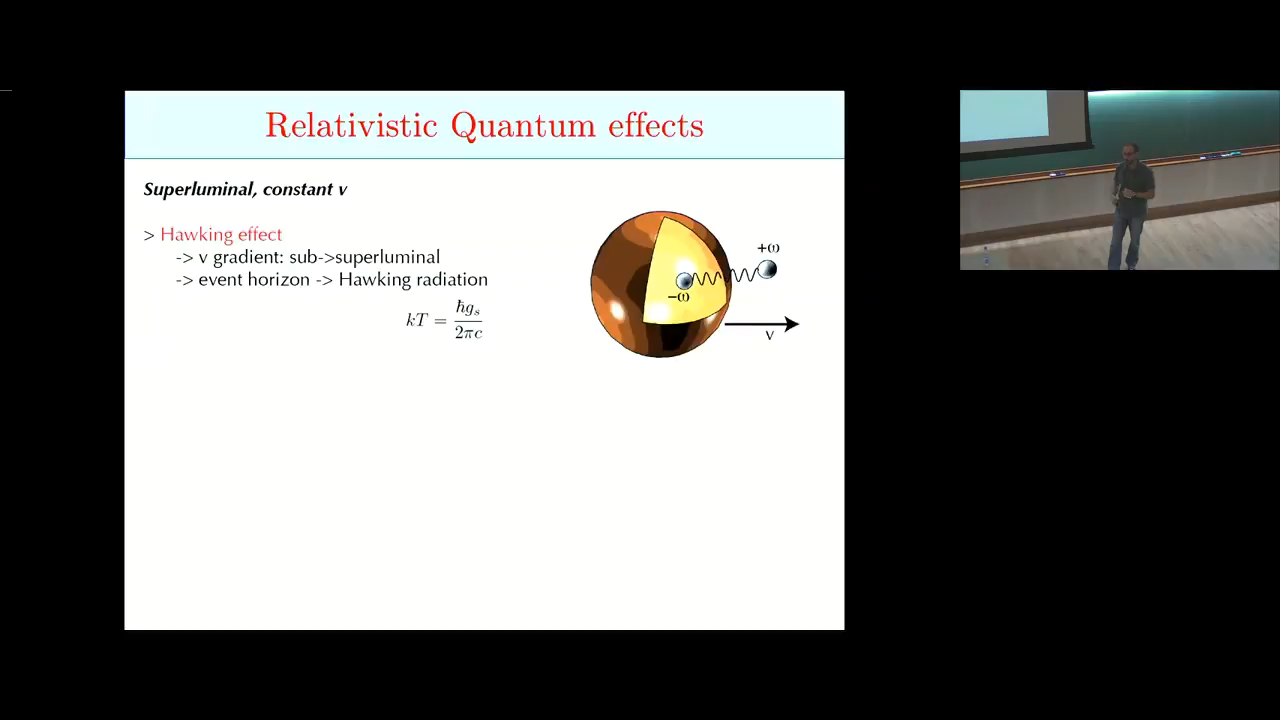 Relativistic Quantum effects
Superluminal, constant v
> Hawking effect
-> v gradient: sub->superluminal
-> event horizon -> Hawking radiation
kT = ħg_s / 2πc
+ω
−ω
v